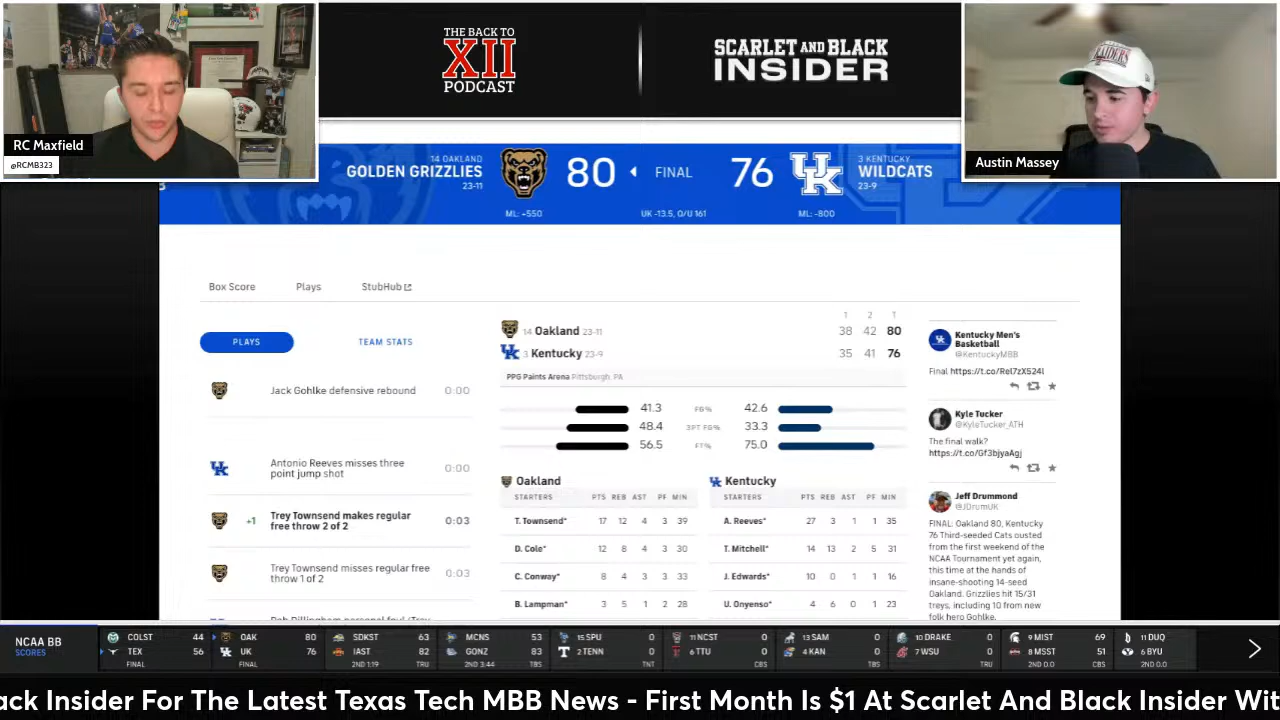 THE BACK TO
XII
PODCAST
SCARLET AND BLACK
INSIDER
RC Maxfield
@RCMB323
Austin Massey
RAIDERS
14 OAKLAND
GOLDEN GRIZZLIES
23-11
80
FINAL
76
3 KENTUCKY
WILDCATS
23-9
ML: +550
UK -13.5, O/U 161
ML: -800
Box Score Plays StubHub
PLAYS TEAM STATS
Jack Gohlke defensive rebound 0:00
Antonio Reeves misses three
point jump shot 0:00
+1 Trey Townsend makes regular
free throw 2 of 2 0:03
Trey Townsend misses regular free
throw 1 of 2 0:03
1 2 T
14 Oakland 23-11 38 42 80
3 Kentucky 23-9 35 41 76
PPG Paints Arena Pittsburgh, PA
41.3 FG% 42.6
48.4 3PT FG% 33.3
56.5 FT% 75.0
Oakland
STARTERS PTS REB AST PF MIN
T. Townsend* 17 12 4 3 39
D. Cole* 12 8 4 3 30
C. Conway* 8 4 3 3 33
B. Lampman* 3 5 1 2 28
Kentucky
STARTERS PTS REB AST PF MIN
A. Reeves* 27 3 1 1 35
T. Mitchell* 14 13 2 5 31
J. Edwards* 10 0 1 1 16
U. Onyenso* 4 6 0 1 23
Kentucky Men's
Basketball
@KentuckyMBB
Final https://t.co/Rel7zX524l
Kyle Tucker
@KyleTucker_ATH
The final walk?
https://t.co/Gf3bjyaAgj
Jeff Drummond
@JDrumUK
FINAL: Oakland 80, Kentucky
76 Third-seeded Cats ousted
from the first weekend of the
NCAA Tournament yet again,
this time at the hands of
insane-shooting 14-seed
Oakland. Grizzlies hit 15/31
treys, including 10 from new
folk hero Gohlke.
NCAA BB
SCORES
COLST 44
TEX 56
FINAL
OAK 80
UK 76
FINAL
SDKST 63
IAST 82
2ND 1:19 TRU
MCNS 53
GONZ 83
2ND 3:44 TBS
15 SPU 0
2 TENN 0
TNT
11 NCST 0
6 TTU 0
CBS
13 SAM 0
4 KAN 0
TBS
10 DRAKE 0
7 WSU 0
TRU
9 MIST 69
8 MSST 51
2ND 0.0 CBS
11 DUQ
6 BYU
2ND 0.0
ack Insider For The Latest Texas Tech MBB News - First Month Is $1 At Scarlet And Black Insider Wit